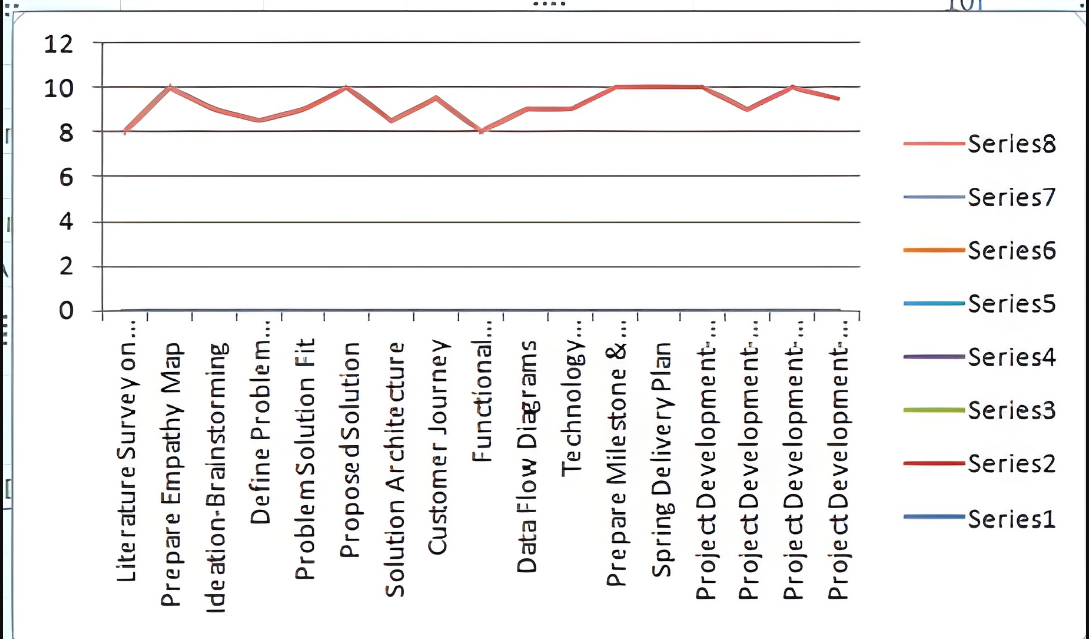 10
12
10
8
6
4
2
0
Literature Survey on...
Prepare Empathy Map
Ideation-Brainstorming
Define Problem...
Problem Solution Fit
Proposed Solution
Solution Architecture
Customer Journey
Functional...
Data Flow Diagrams
Technology...
Prepare Milestone &...
Spring Delivery Plan
Project Development-...
Project Development-...
Project Development-...
Project Development-...
Series8
Series7
Series6
Series5
Series4
Series3
Series2
Series1